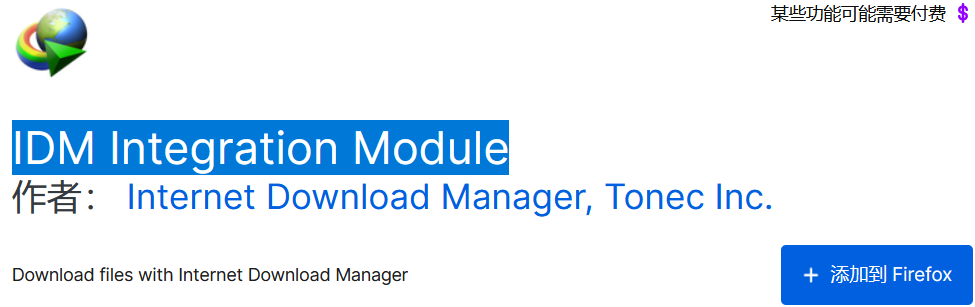 某些功能可能需要付费 $
IDM Integration Module
作者： Internet Download Manager, Tonec Inc.
Download files with Internet Download Manager
+ 添加到 Firefox